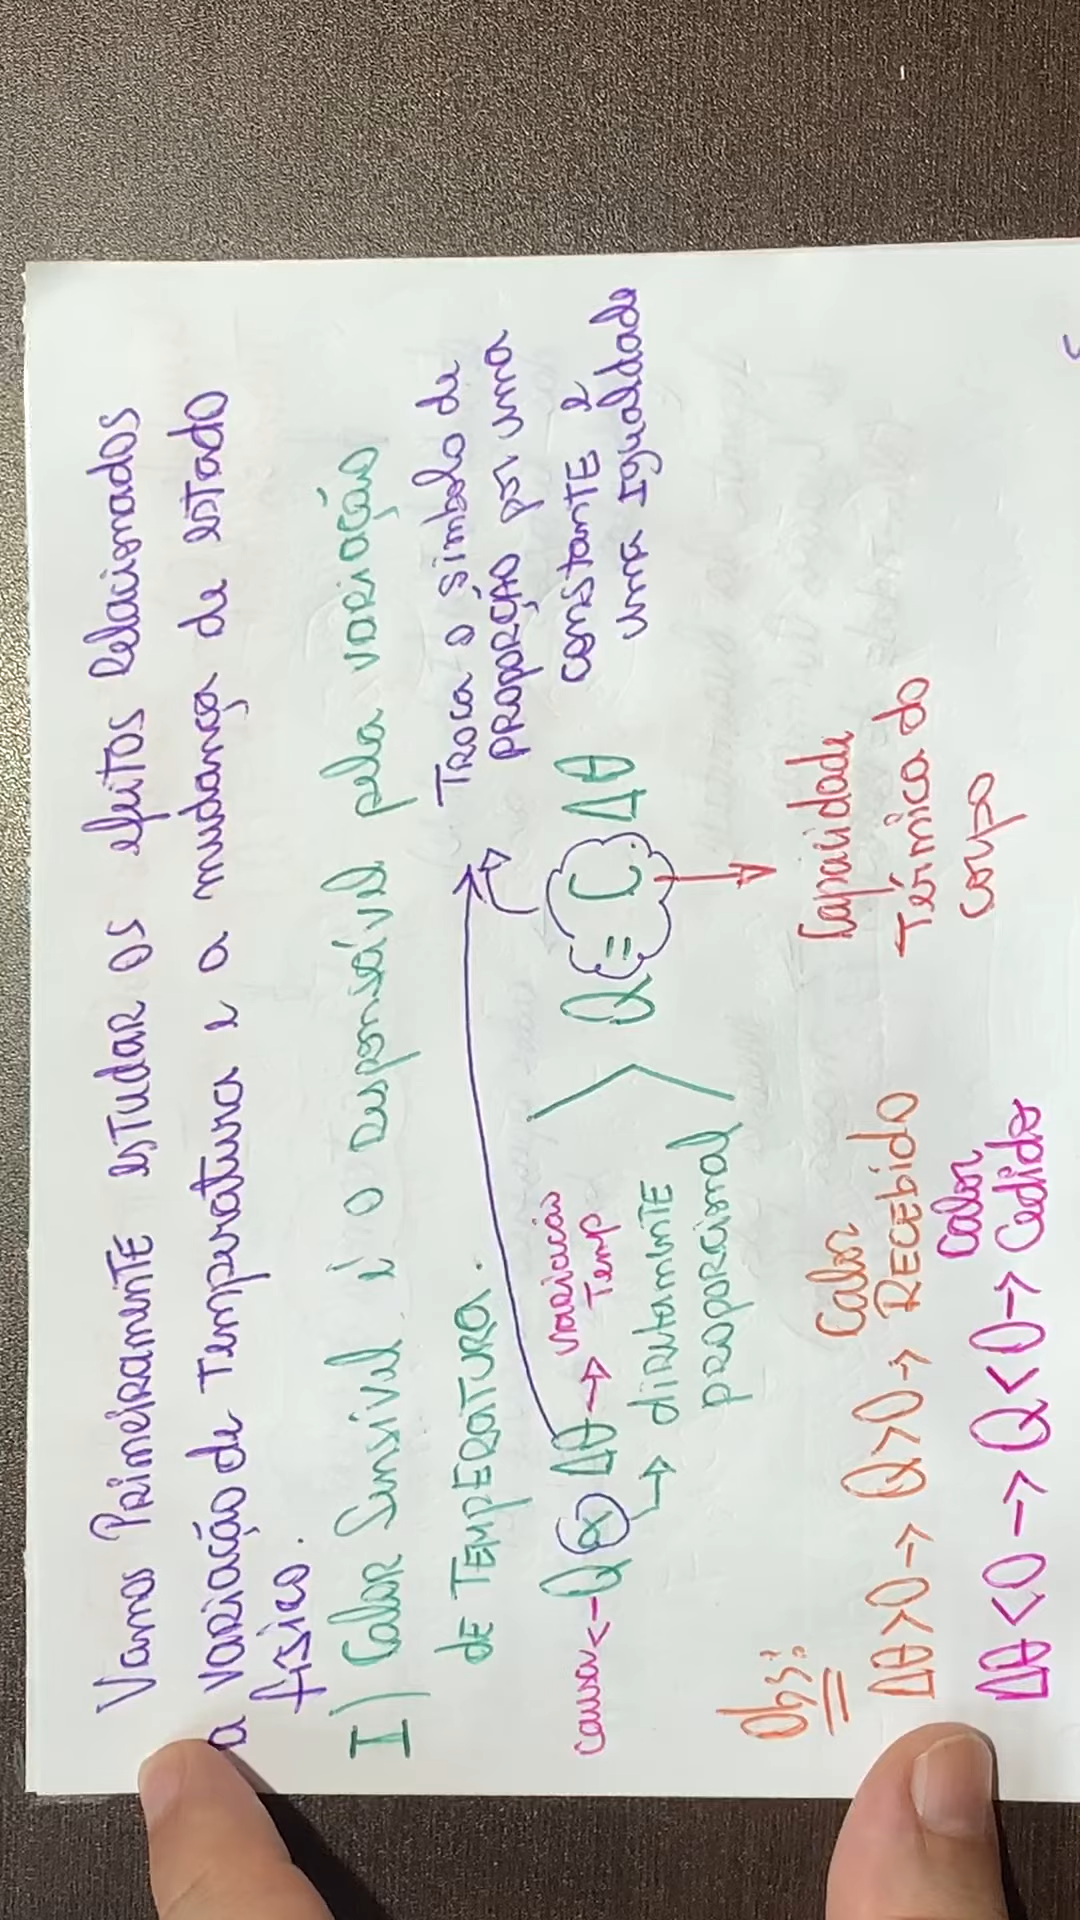 Vamos Primeiramente estudar os efeitos relacionados
a variação de Temperatura e a mudança de estado
físico.
I) Calor Sensível é o responsável pela variação
de TEMPERATURA.
Troca o símbolo de
proporção por uma
constante e
uma Igualdade
causa ← Q α Δθ → variação
Temp
→ diretamente
proporcional
Q = C. Δθ
Capacidade
Térmica do
corpo
Obs:
Δθ > 0 → Q > 0 → Calor
RECEbido
Δθ < 0 → Q < 0 → Calor
Cedido